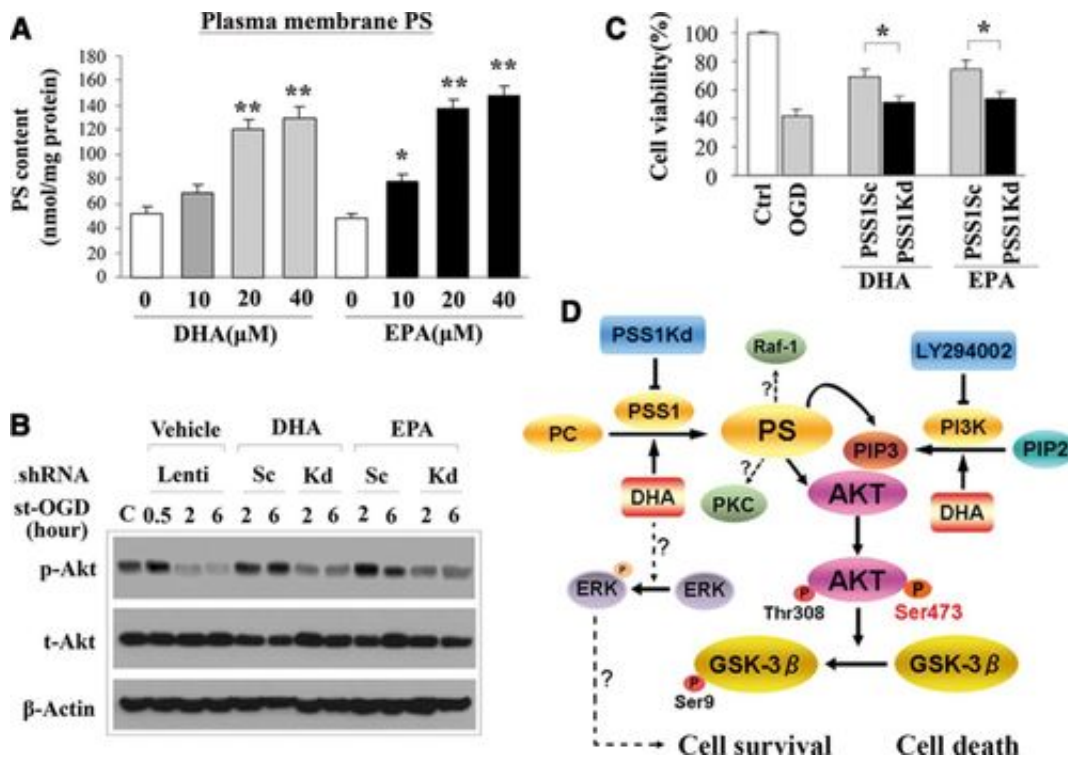 A
Plasma membrane PS
PS content
(nmol/mg protein)
180
160
140
120
100
80
60
40
20
0
**
**
*
**
**
0 10 20 40 0 10 20 40
DHA(μM) EPA(μM)
B
Vehicle DHA EPA
.shRNA Lenti Sc Kd Sc Kd
st-OGD
(hour) C 0.5 2 6 2 6 2 6 2 6 2 6
p-Akt
t-Akt
β-Actin
C
Cell viability(%)
100
80
60
40
20
0
* *
Ctrl
OGD
PSS1Sc
PSS1Kd
PSS1Sc
PSS1Kd
DHA EPA
D
PSS1Kd Raf-1 LY294002
?
PSS1 PI3K
PC PS PIP3 PIP2
?
DHA PKC AKT DHA
?
P
ERK ERK AKT
P P
Thr308 Ser473
GSK-3β GSK-3β
? P
Ser9
Cell survival Cell death